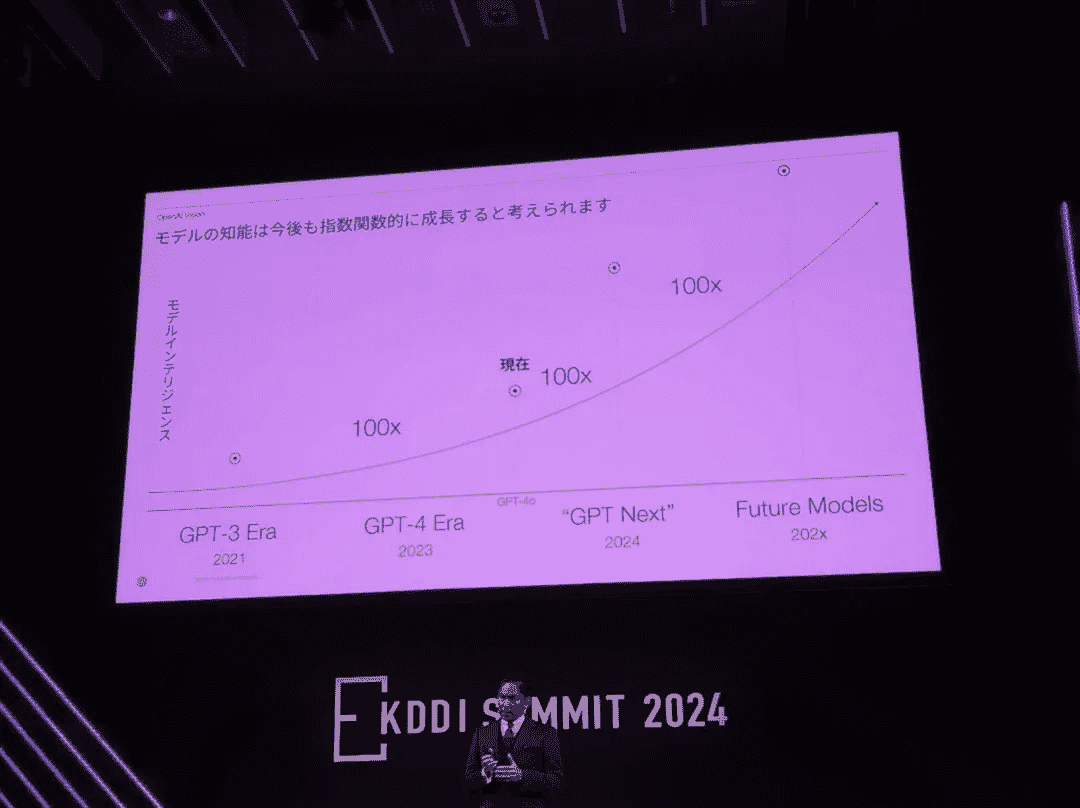 OpenAI Vision
モデルの知能は今後も指数関数的に成長すると考えられます
モデルインテリジェンス
100x
100x
現在
100x
GPT-4o
GPT-3 Era
2021
GPT-4 Era
2023
“GPT Next”
2024
Future Models
202x
KDDI SUMMIT 2024